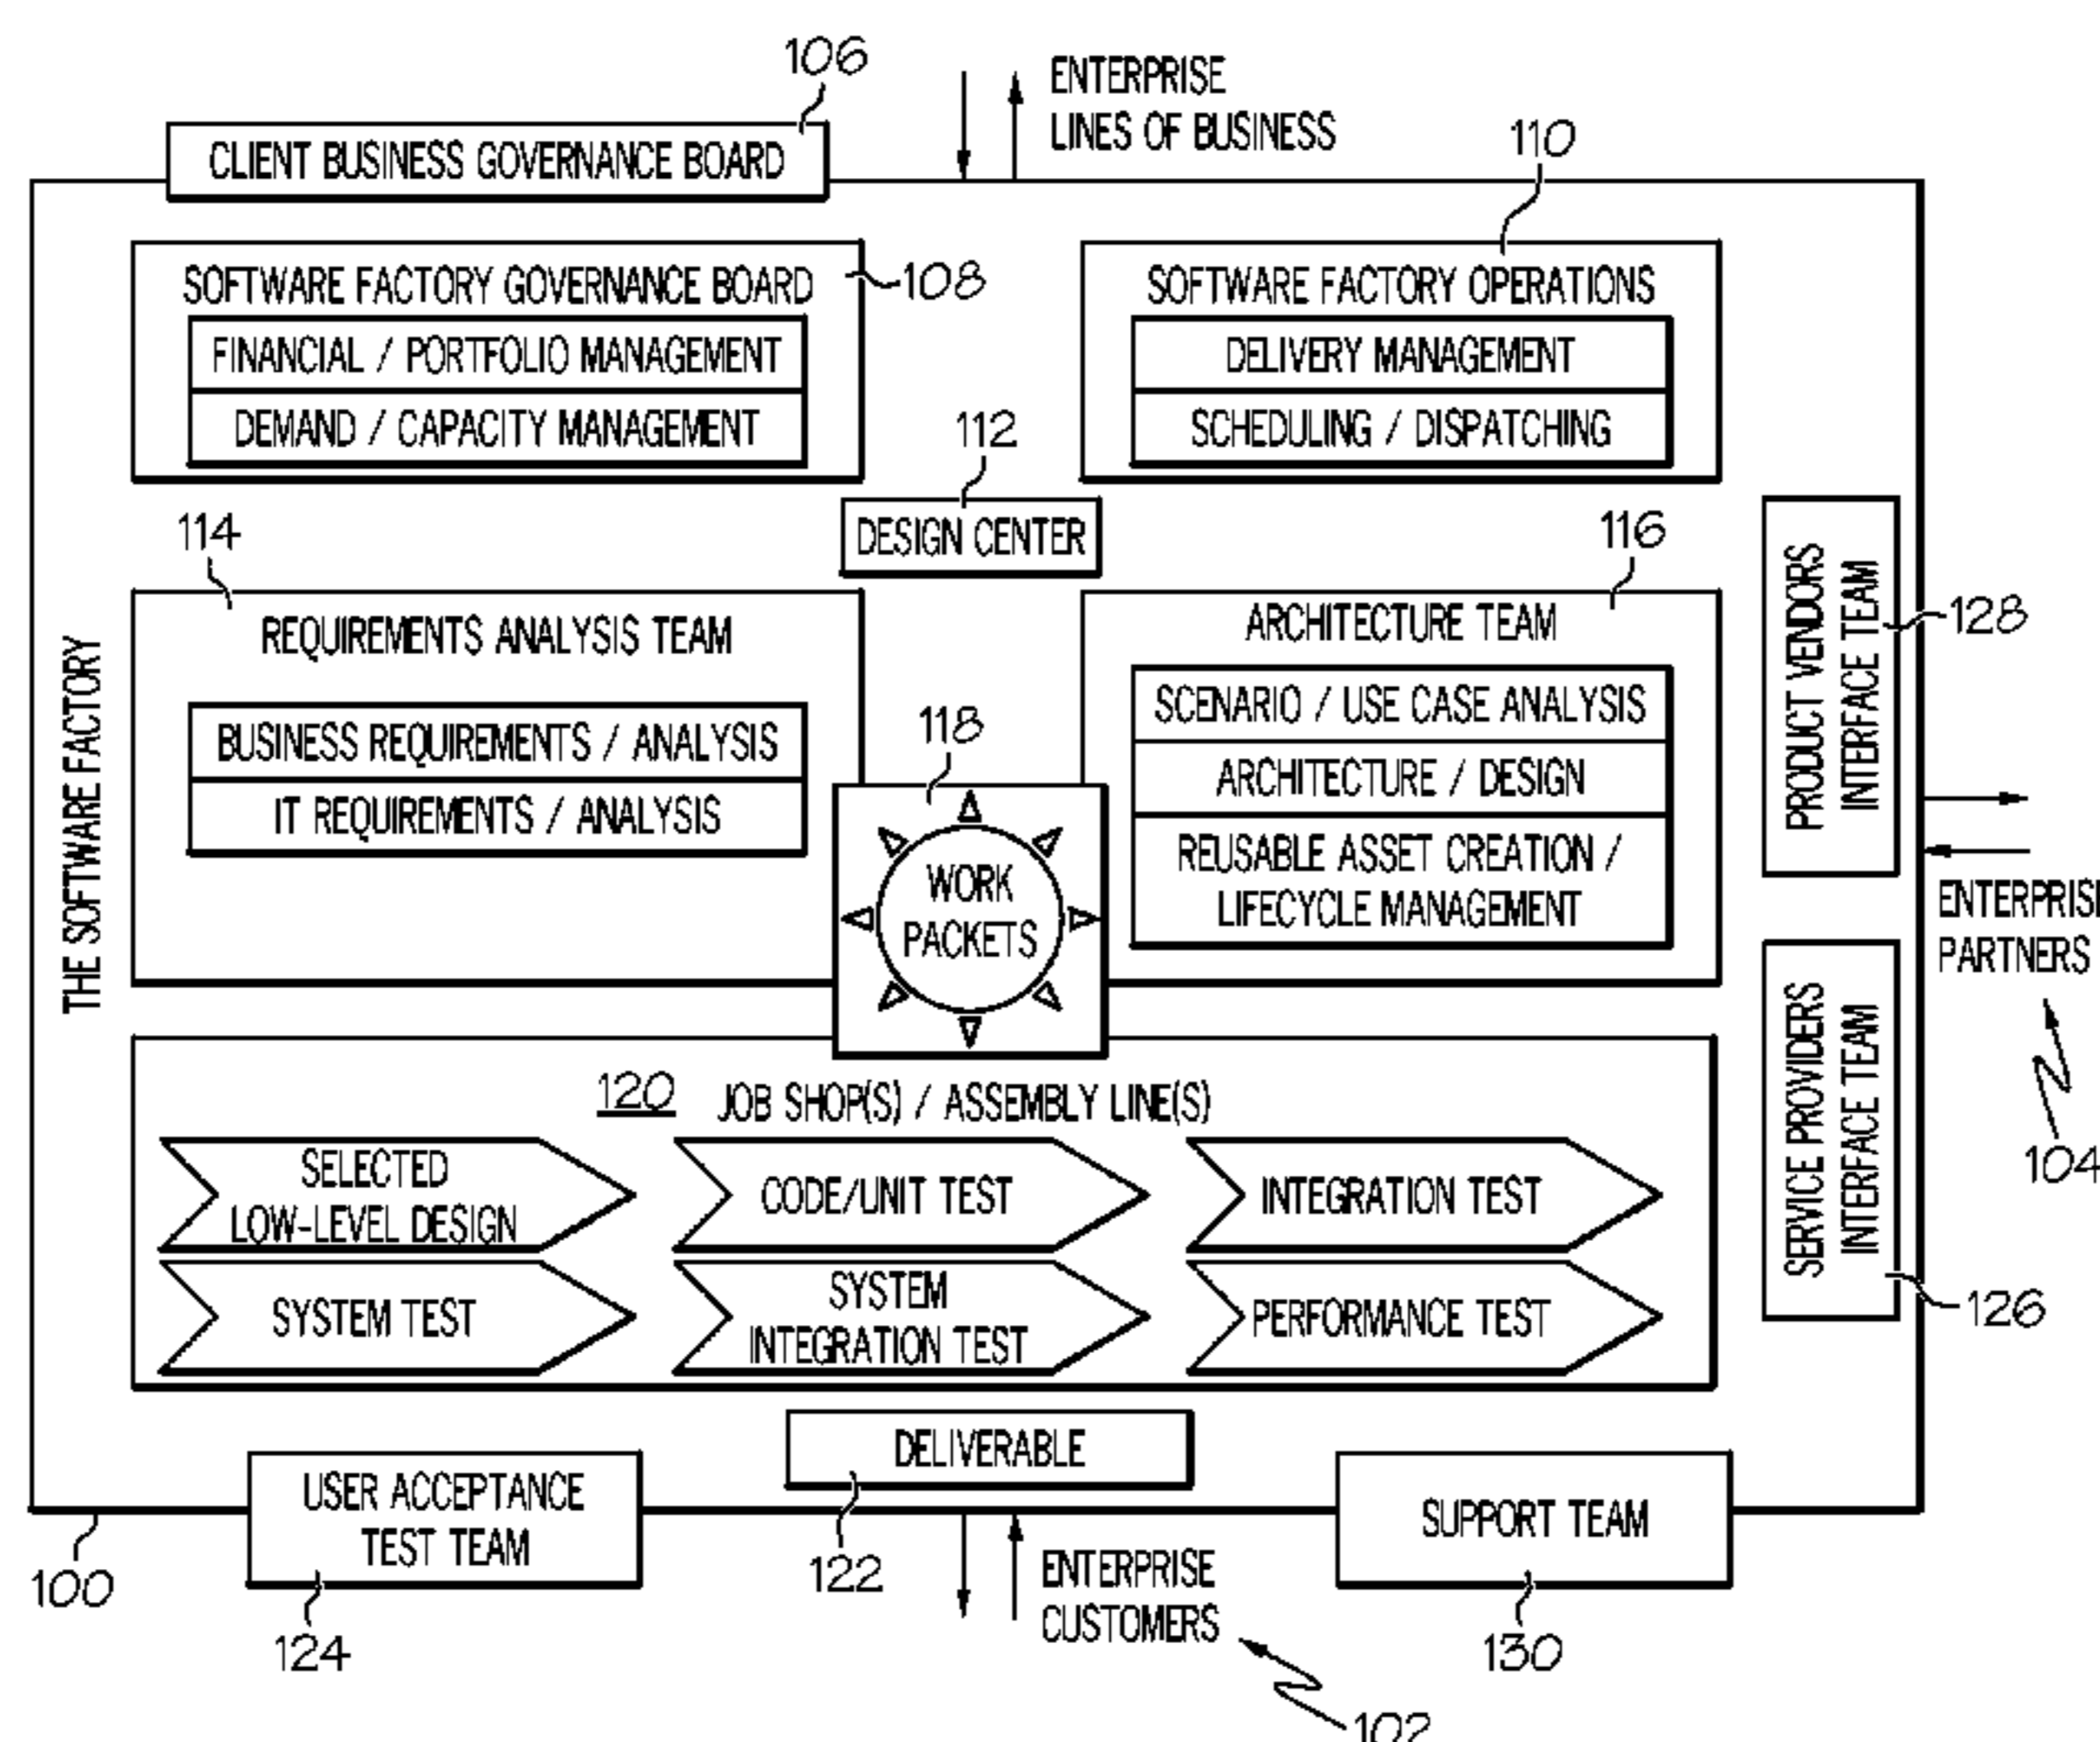 106
ENTERPRISE
LINES OF BUSINESS
CLIENT BUSINESS GOVERNANCE BOARD
110
SOFTWARE FACTORY GOVERNANCE BOARD
108
FINANCIAL / PORTFOLIO MANAGEMENT
DEMAND / CAPACITY MANAGEMENT
SOFTWARE FACTORY OPERATIONS
DELIVERY MANAGEMENT
SCHEDULING / DISPATCHING
112
DESIGN CENTER
THE SOFTWARE FACTORY
114
REQUIREMENTS ANALYSIS TEAM
BUSINESS REQUIREMENTS / ANALYSIS
IT REQUIREMENTS / ANALYSIS
116
ARCHITECTURE TEAM
SCENARIO / USE CASE ANALYSIS
ARCHITECTURE / DESIGN
REUSABLE ASSET CREATION /
LIFECYCLE MANAGEMENT
118
WORK
PACKETS
PRODUCT VENDORS
INTERFACE TEAM
128
ENTERPRISE
PARTNERS
104
SERVICE PROVIDERS
INTERFACE TEAM
126
120 JOB SHOP(S) / ASSEMBLY LINE(S)
SELECTED
LOW-LEVEL DESIGN
CODE/UNIT TEST
INTEGRATION TEST
SYSTEM TEST
SYSTEM
INTEGRATION TEST
PERFORMANCE TEST
DELIVERABLE
122
USER ACCEPTANCE
TEST TEAM
124
100
SUPPORT TEAM
130
ENTERPRISE
CUSTOMERS
102